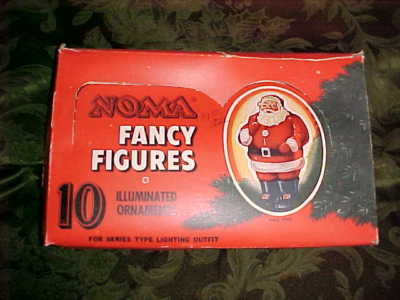 NOMA
FANCY
FIGURES
10 ILLUMINATED
ORNAMENTS
FOR SERIES TYPE LIGHTING OUTFIT